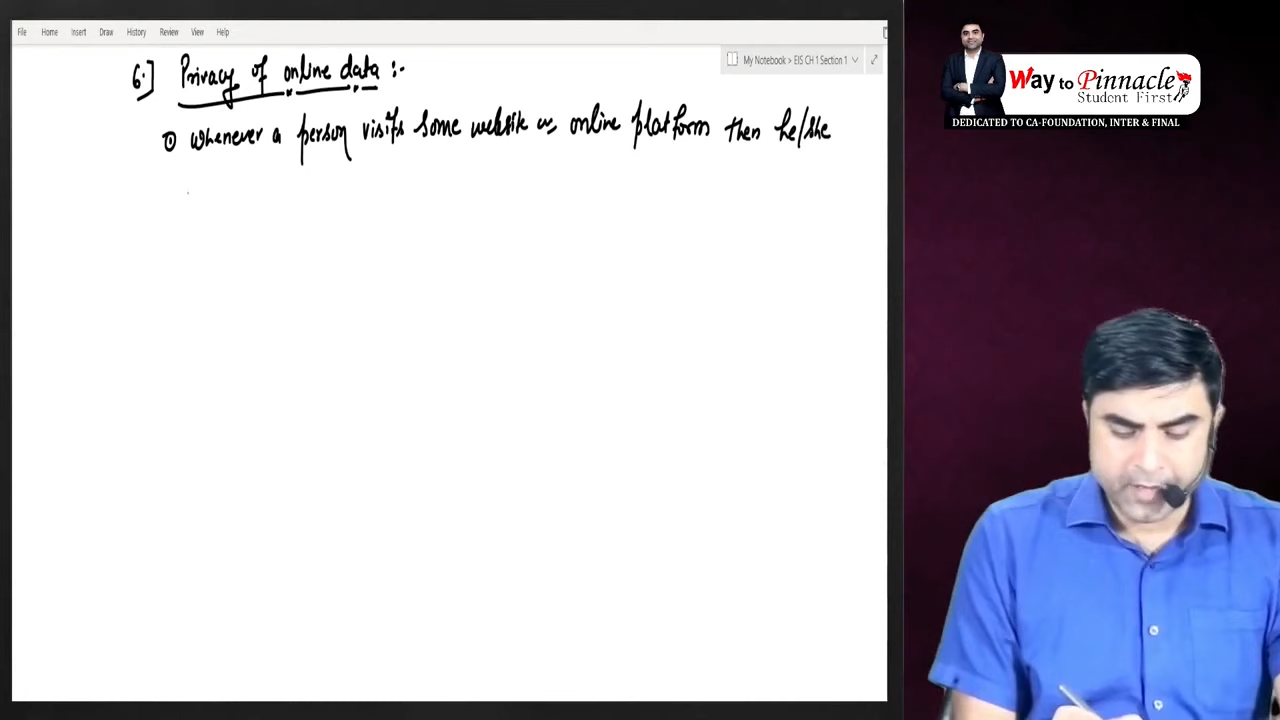 File Home Insert Draw History Review View Help
My Notebook > EIS CH 1 Section 1
6.] Privacy of online data :-
⊙ Whenever a person visits some website or online platform then he/she
Way to Pinnacle
Student First
DEDICATED TO CA-FOUNDATION, INTER & FINAL